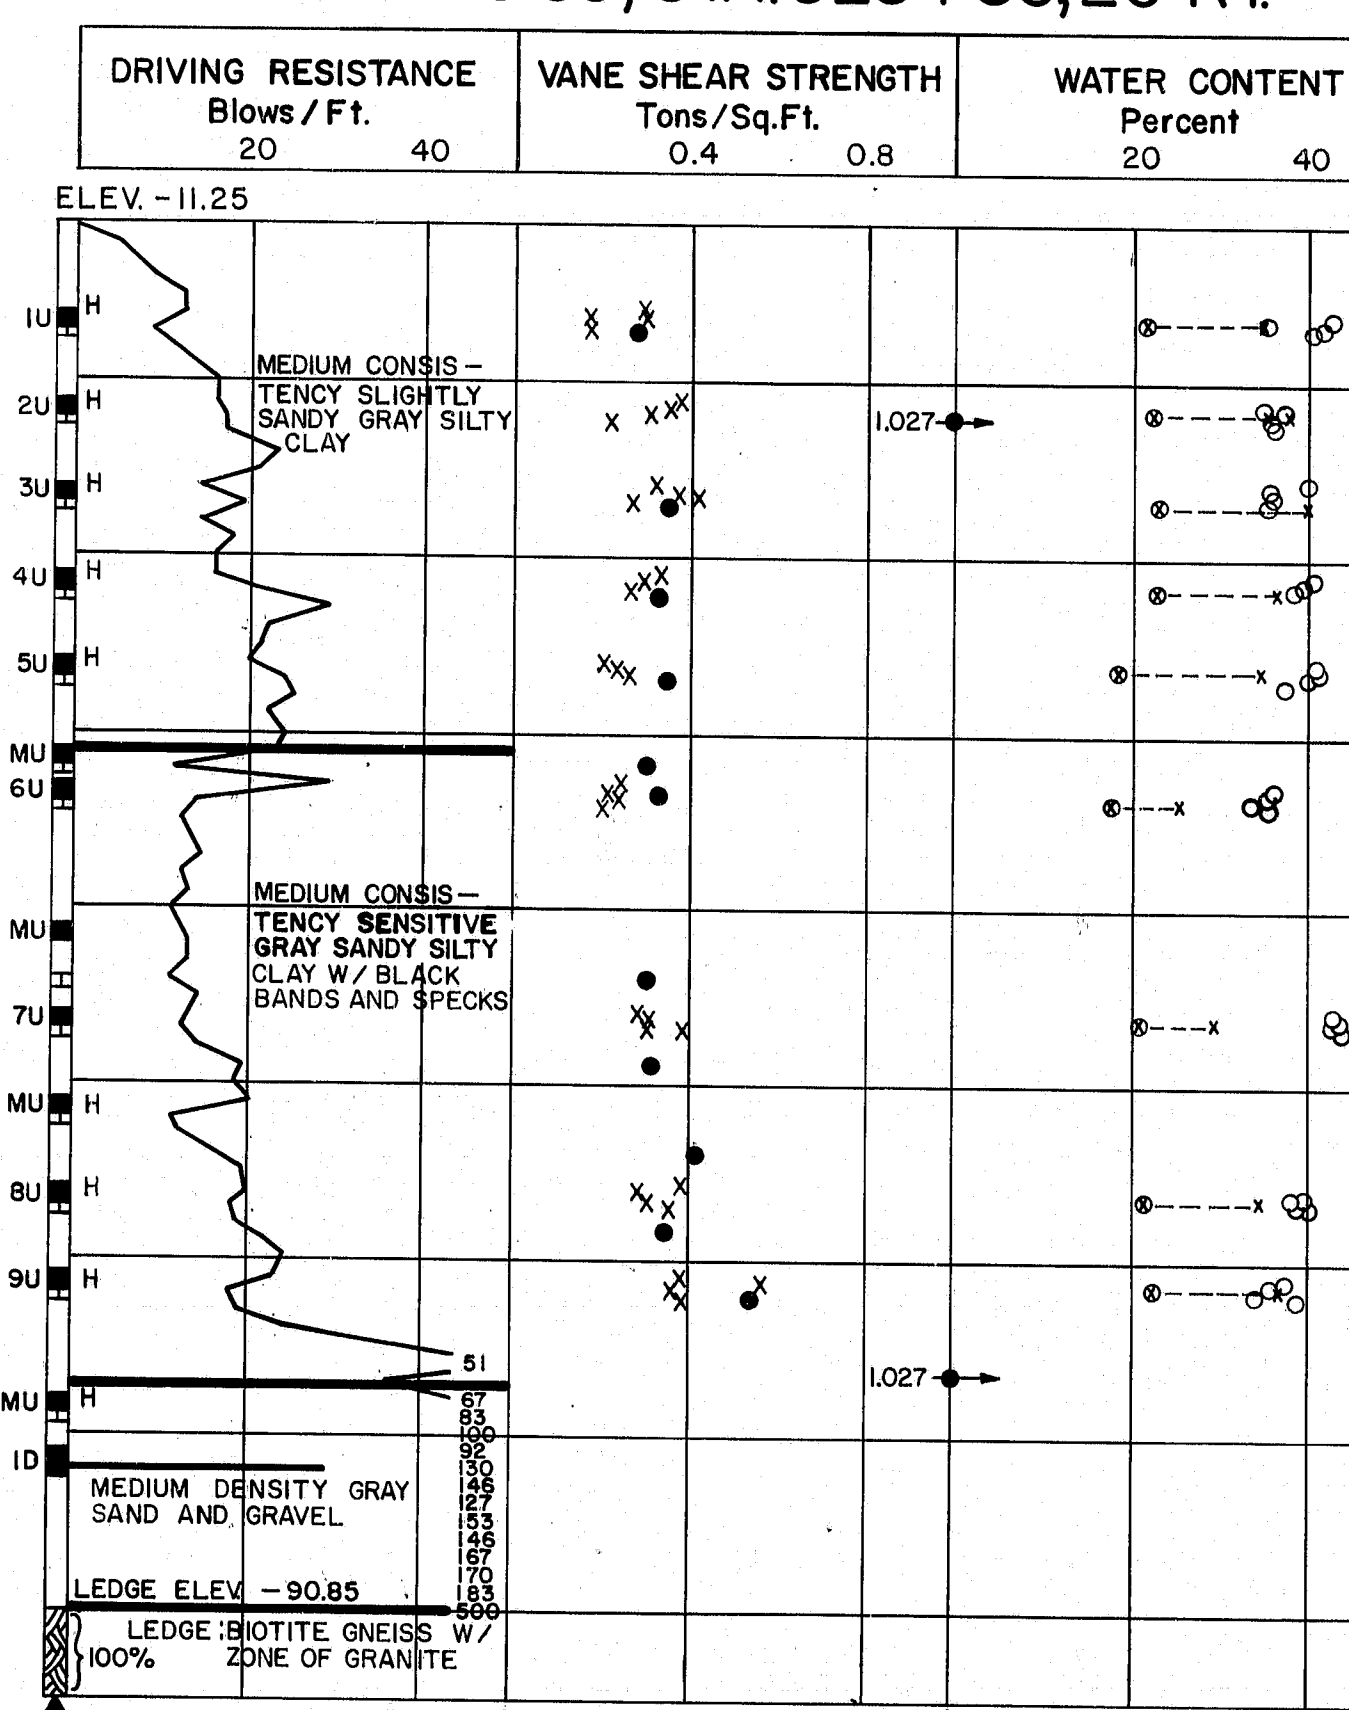 DRIVING RESISTANCE
Blows / Ft.
20 40
VANE SHEAR STRENGTH
Tons/Sq.Ft.
0.4 0.8
WATER CONTENT
Percent
20 40
ELEV. -11.25
1U H
MEDIUM CONSIS-
2U H
TENCY SLIGHTLY
SANDY GRAY SILTY
CLAY
1.027
3U H
4U H
5U H
MU
6U
MEDIUM CONSIS-
MU
TENCY SENSITIVE
GRAY SANDY SILTY
CLAY W/ BLACK
BANDS AND SPECKS
7U
MU H
8U H
9U H
51
1.027
MU H
67
83
100
92
1D
130
146
127
153
146
167
170
183
500
MEDIUM DENSITY GRAY
SAND AND GRAVEL
LEDGE ELEV. -90.85
LEDGE: BIOTITE GNEISS W/
100% ZONE OF GRANITE